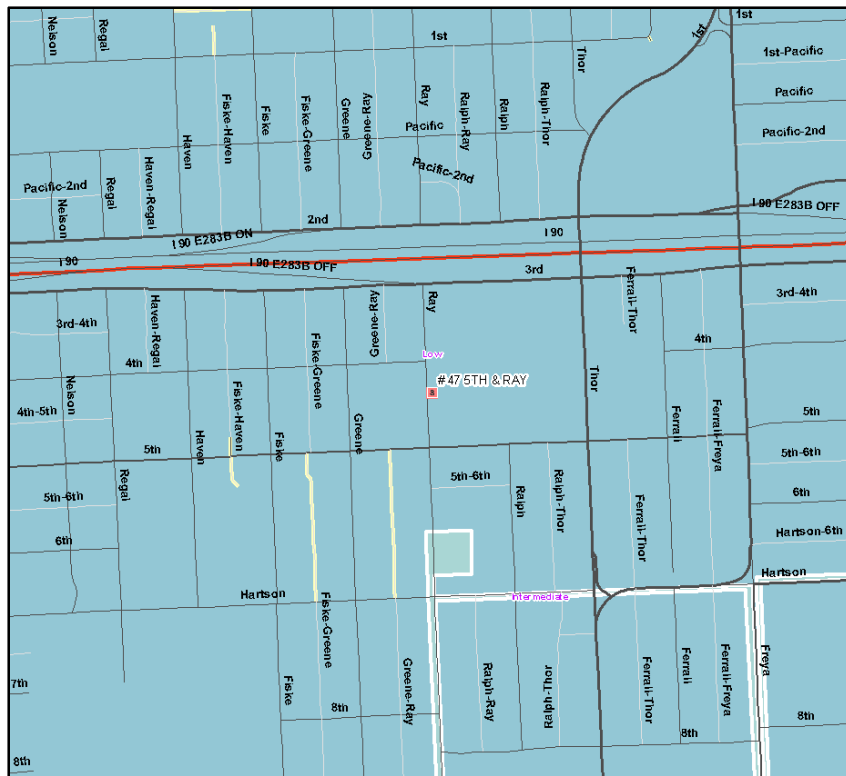 Nelson
Regal
1st
Thor
1st
1st
1st-Pacific
Pacific
Pacific-2nd
Haven
Fiske-Haven
Fiske
Fiske-Greene
Greene
Greene-Ray
Ray
Pacific
Ralph-Ray
Ralph
Ralph-Thor
Pacific-2nd
Pacific-2nd
Nelson
Regal
Haven-Regal
2nd
I 90 E283B ON
I 90
I 90 E283B OFF
I 90
I 90 E283B OFF
3rd
3rd-4th
Haven-Regal
4th
Fiske-Greene
Greene-Ray
Ray
Low
# 47 5TH & RAY
Ferrall-Thor
4th
3rd-4th
Nelson
4th-5th
Fiske-Haven
Thor
Ferrall
Ferrall-Freya
5th
5th
Haven
Fiske
Greene
5th-6th
Regal
6th
5th-6th
Ralph
Ralph-Thor
Ferrall-Thor
5th-6th
6th
Hartson-6th
Hartson
Hartson
Fiske-Greene
Intermediate
7th
8th
Fiske
8th
Greene-Ray
Ralph-Ray
Ralph-Thor
Ferrall-Thor
Ferrall
8th
Ferrall-Freya
Freya
8th